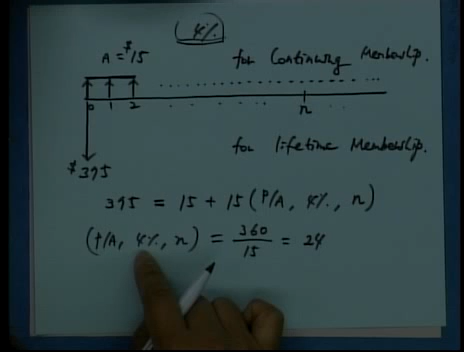 4%
A = $15
for Continuing Membership.
0 1 2 n
for lifetime Membership.
$375
375 = 15 + 15 (P/A, 4%, n)
(P/A, 4%, n) = 360/15 = 24